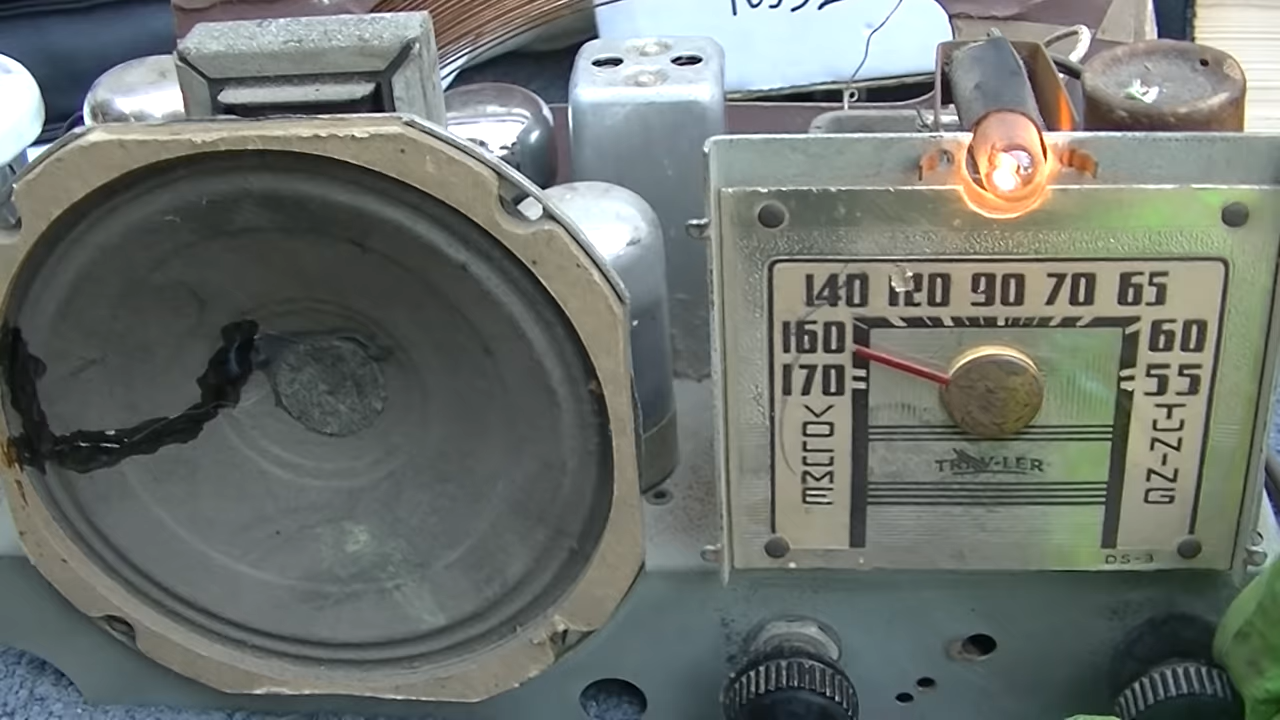 140 120 90 70 65
160 60
170 55
VOLUME
TUNING
TRAV-LER
DS-3